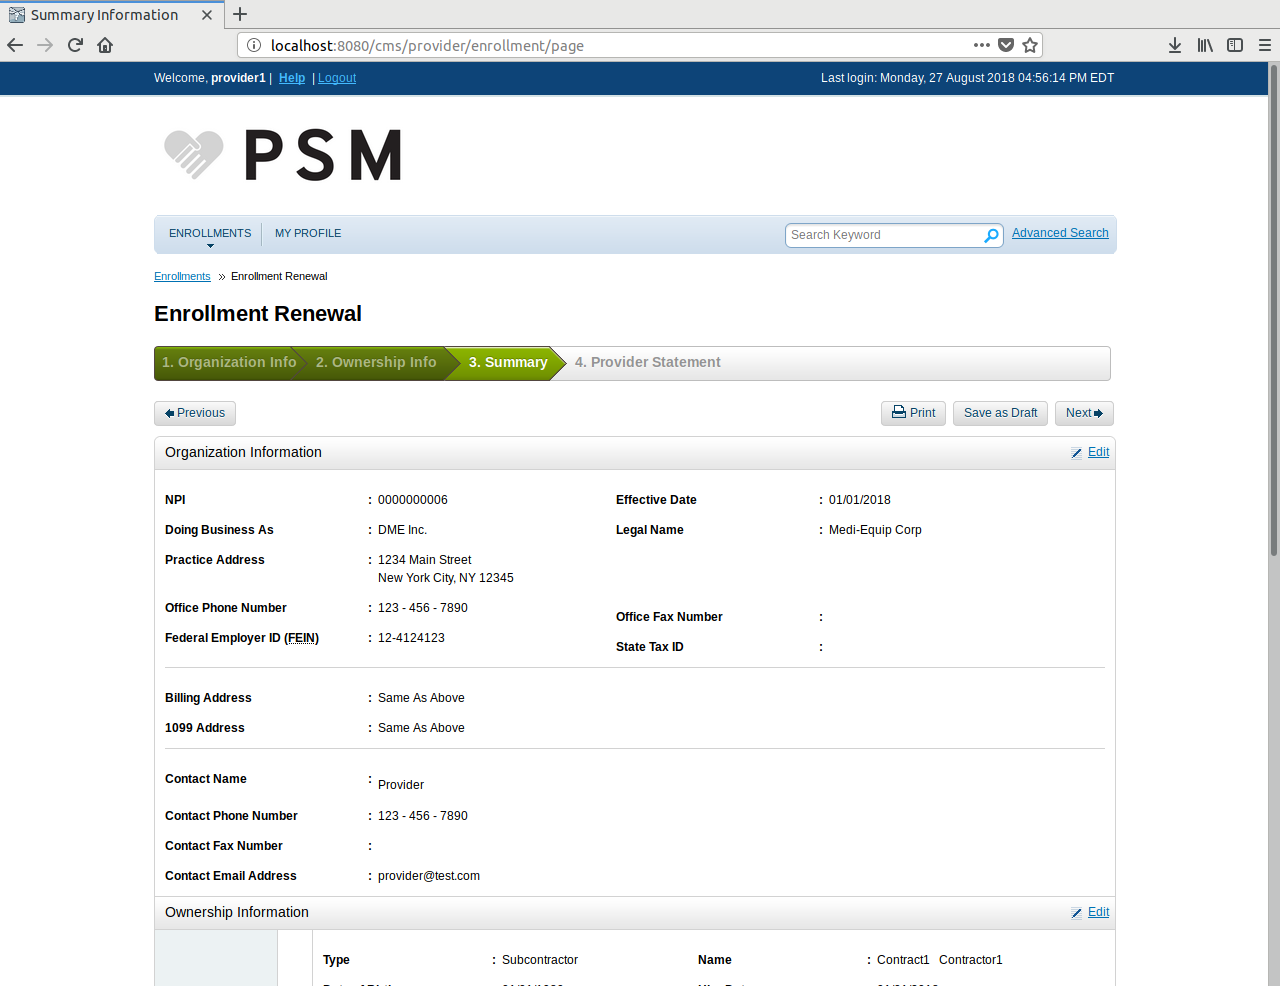 Summary Information
localhost:8080/cms/provider/enrollment/page
Welcome, provider1 | Help | Logout
Last login: Monday, 27 August 2018 04:56:14 PM EDT
PSM
ENROLLMENTS
MY PROFILE
Search Keyword
Advanced Search
Enrollments » Enrollment Renewal
Enrollment Renewal
1. Organization Info 2. Ownership Info 3. Summary 4. Provider Statement
Previous
Print Save as Draft Next
Organization Information Edit
NPI : 0000000006 Effective Date : 01/01/2018
Doing Business As : DME Inc. Legal Name : Medi-Equip Corp
Practice Address : 1234 Main Street
New York City, NY 12345
Office Phone Number : 123 - 456 - 7890
Office Fax Number :
Federal Employer ID (FEIN) : 12-4124123
State Tax ID :
Billing Address : Same As Above
1099 Address : Same As Above
Contact Name : Provider
Contact Phone Number : 123 - 456 - 7890
Contact Fax Number :
Contact Email Address : provider@test.com
Ownership Information Edit
Type : Subcontractor Name : Contract1 Contractor1